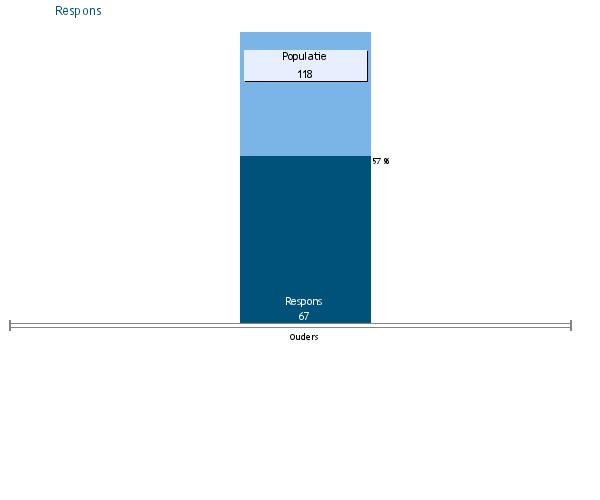 Respons
Populatie
118
57 %
Respons
67
Ouders